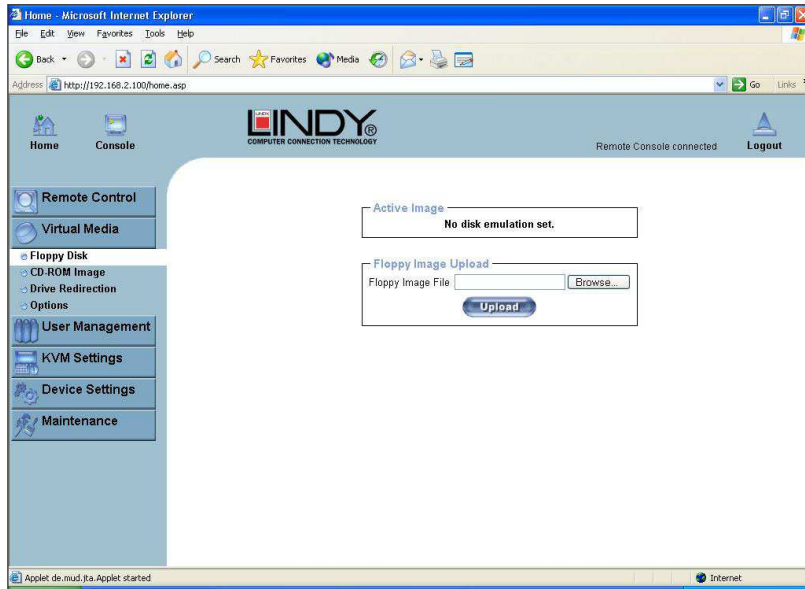 Home - Microsoft Internet Explorer
File Edit View Favorites Tools Help
Back Search Favorites Media
Address http://192.168.2.100/home.asp Go Links
Home Console
LINDY®
COMPUTER CONNECTION TECHNOLOGY
Remote Console connected Logout
Remote Control
Virtual Media
Floppy Disk
CD-ROM Image
Drive Redirection
Options
User Management
KVM Settings
Device Settings
Maintenance
Active Image
No disk emulation set.
Floppy Image Upload
Floppy Image File Browse...
Upload
Applet de.mud.jta.Applet started Internet